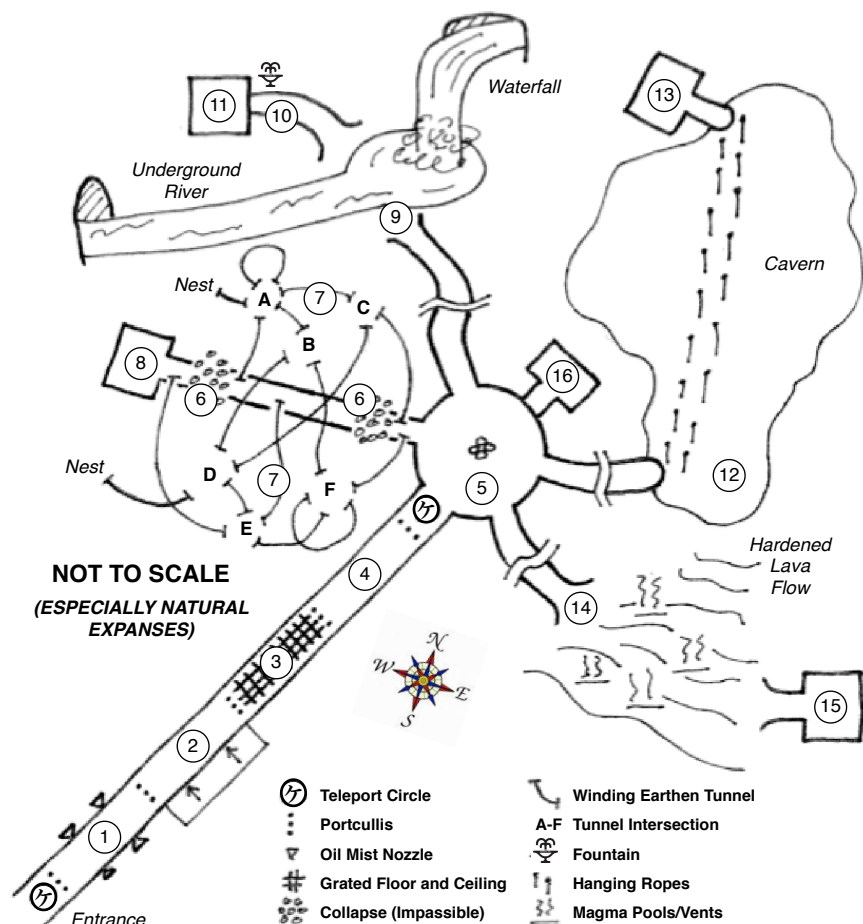 Waterfall
13
11
10
Underground
River
9
Cavern
Nest
A
7
C
B
8
16
6
6
Nest
D
7
F
E
5
12
NOT TO SCALE
(ESPECIALLY NATURAL
EXPANSES)
4
Hardened
Lava
Flow
14
3
N
W
E
S
15
2
1
Entrance
Teleport Circle
Portcullis
Oil Mist Nozzle
Grated Floor and Ceiling
Collapse (Impassible)
Winding Earthen Tunnel
A-F Tunnel Intersection
Fountain
Hanging Ropes
Magma Pools/Vents